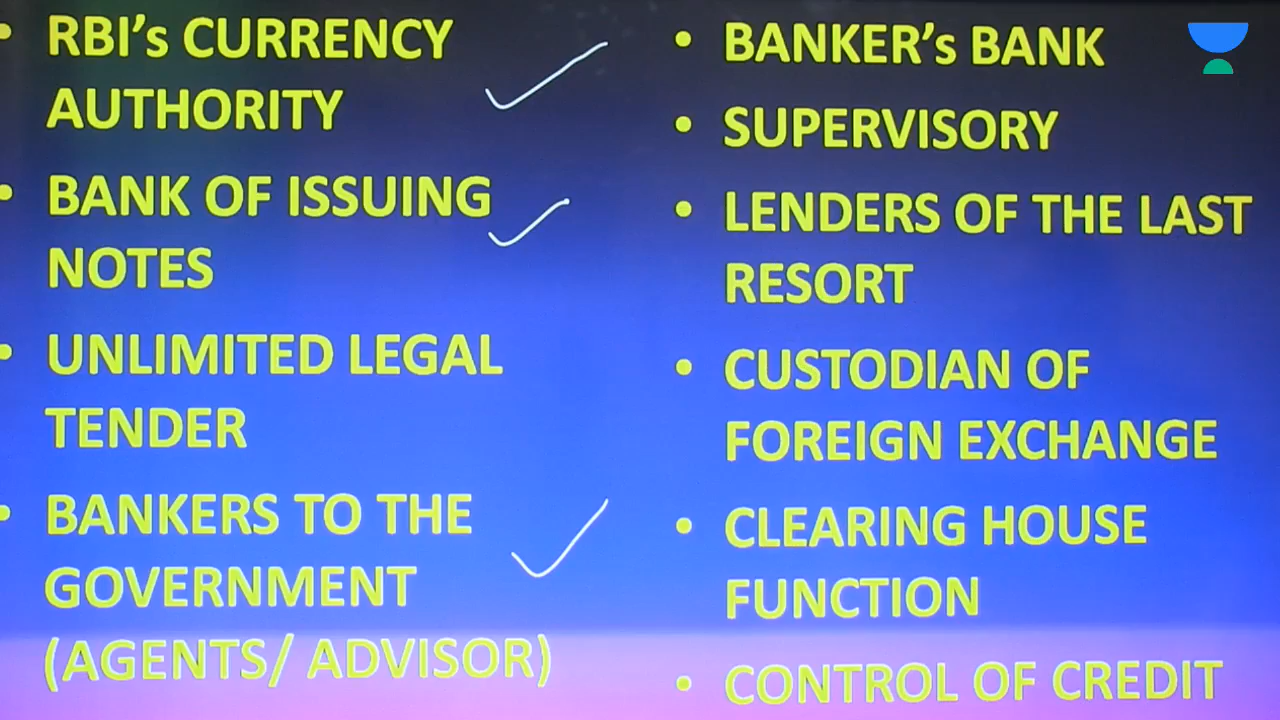 • RBI's CURRENCY
AUTHORITY
• BANK OF ISSUING
NOTES
• UNLIMITED LEGAL
TENDER
• BANKERS TO THE
GOVERNMENT
(AGENTS/ ADVISOR)
• BANKER's BANK
• SUPERVISORY
• LENDERS OF THE LAST
RESORT
• CUSTODIAN OF
FOREIGN EXCHANGE
• CLEARING HOUSE
FUNCTION
• CONTROL OF CREDIT